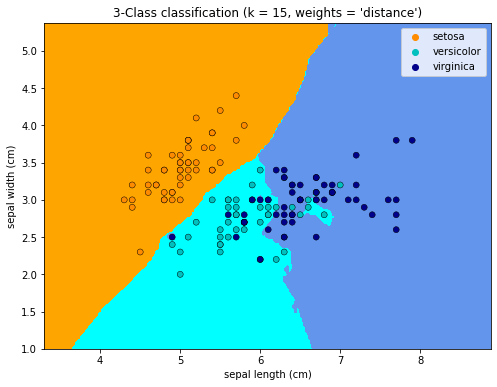 3-Class classification (k = 15, weights = 'distance')
setosa
versicolor
virginica
sepal width (cm)
5.0
4.5
4.0
3.5
3.0
2.5
2.0
1.5
1.0
4 5 6 7 8
sepal length (cm)